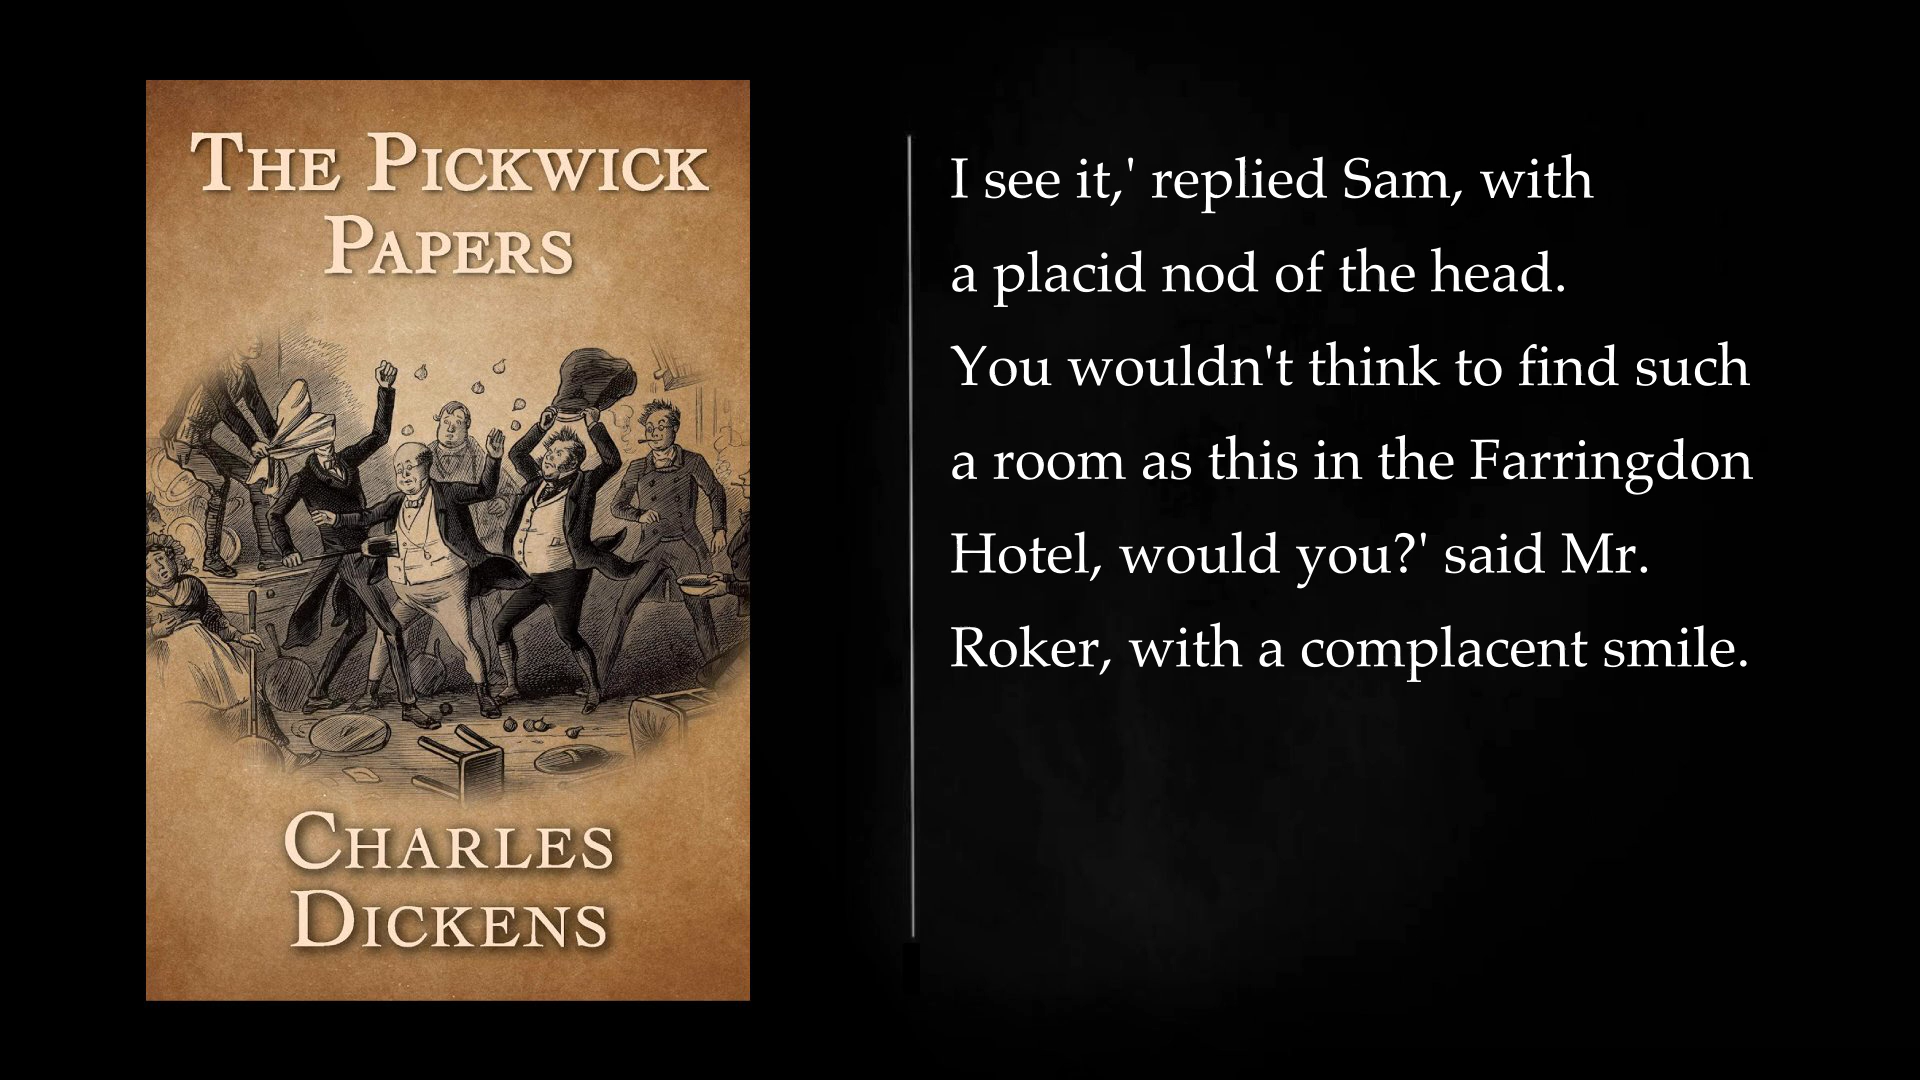 THE PICKWICK
PAPERS
CHARLES
DICKENS
I see it,' replied Sam, with
a placid nod of the head.
You wouldn't think to find such
a room as this in the Farringdon
Hotel, would you?' said Mr.
Roker, with a complacent smile.